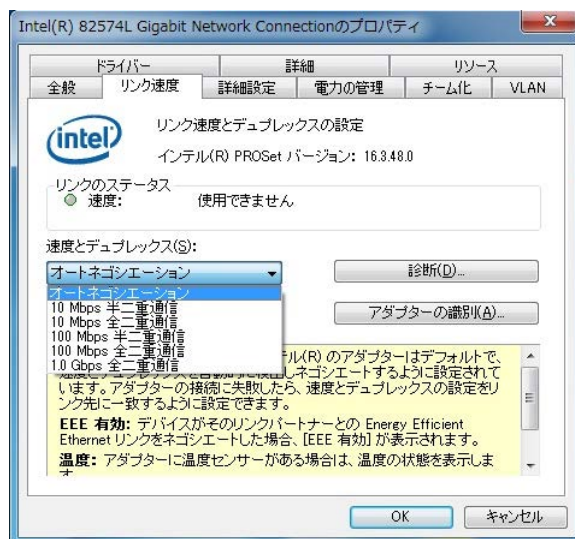 Intel(R) 82574L Gigabit Network Connectionのプロパティ
ドライバー 詳細 リソース
全般 リンク速度 詳細設定 電力の管理 チーム化 VLAN
intel
リンク速度とデュプレックスの設定
インテル(R) PROSet バージョン: 16.3.48.0
リンクのステータス
速度: 使用できません
速度とデュプレックス(S):
オートネゴシエーション
診断(D)...
オートネゴシエーション
10 Mbps 半二重通信
10 Mbps 全二重通信
アダプターの識別(A)...
100 Mbps 半二重通信
100 Mbps 全二重通信
1.0 Gbps 全二重通信
ル(R) のアダプターはデフォルトで、
ネゴシエートするように設定されて
います。アダプターの接続に失敗したら、速度とデュプレックスの設定をリ
ンク先に一致するように設定できます。
EEE 有効: デバイスがそのリンクパートナーとの Energy Efficient
Ethernet リンクをネゴシエートした場合、[EEE 有効] が表示されます。
温度: アダプターに温度センサーがある場合は、温度の状態を表示しま
OK キャンセル